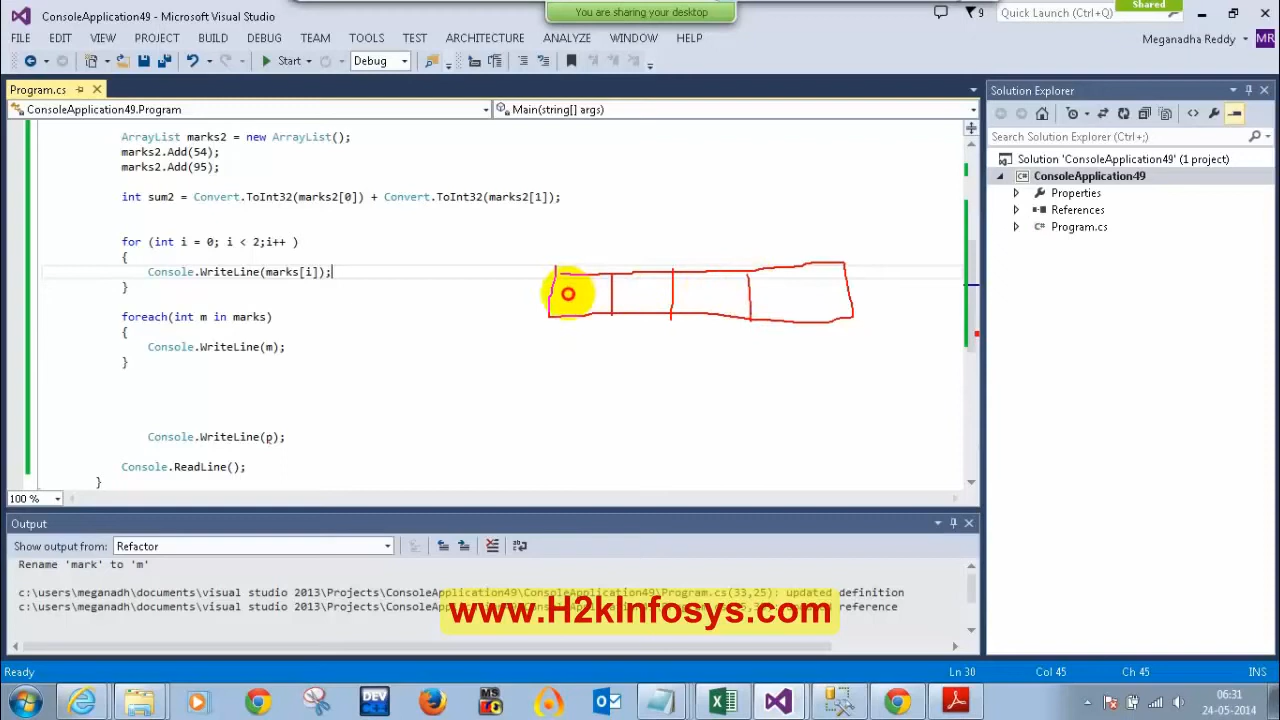 ConsoleApplication49 - Microsoft Visual Studio
You are sharing your desktop
Shared
9
Quick Launch (Ctrl+Q)
FILE EDIT VIEW PROJECT BUILD DEBUG TEAM TOOLS TEST ARCHITECTURE ANALYZE WINDOW HELP
Meganadha Reddy MR
Start Debug
Program.cs
ConsoleApplication49.Program Main(string[] args)
ArrayList marks2 = new ArrayList();
marks2.Add(54);
marks2.Add(95);
int sum2 = Convert.ToInt32(marks2[0]) + Convert.ToInt32(marks2[1]);
for (int i = 0; i < 2;i++ )
{
Console.WriteLine(marks[i]);
}
foreach(int m in marks)
{
Console.WriteLine(m);
}
Console.WriteLine(p);
Console.ReadLine();
}
100 %
Solution Explorer
Search Solution Explorer (Ctrl+;)
Solution 'ConsoleApplication49' (1 project)
C# ConsoleApplication49
Properties
References
Program.cs
Output
Show output from: Refactor
Rename 'mark' to 'm'
c:\users\meganadh\documents\visual studio 2013\Projects\ConsoleApplication49\ConsoleApplication49\Program.cs(33,25): updated definition
c:\users\meganadh\documents\visual studio 2013\Projects\ConsoleApp
reference
www.H2kInfosys.com
Ready Ln 30 Col 45 Ch 45 INS
DEV
MS
06:31
24-05-2014